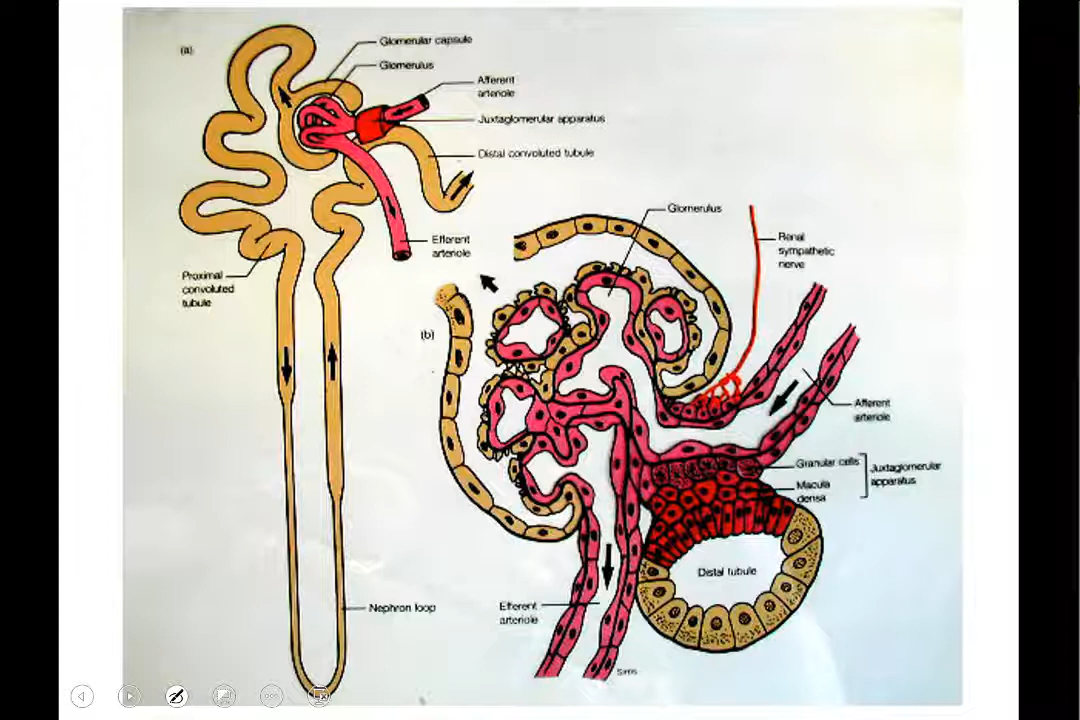 (a)
Glomerular capsule
Glomerulus
Afferent
arteriole
Juxtaglomerular apparatus
Distal convoluted tubule
Efferent
arteriole
Proximal
convoluted
tubule
Nephron loop
(b)
Glomerulus
Renal
sympathetic
nerve
Afferent
arteriole
Granular cells
Macula
densa
Juxtaglomerular
apparatus
Distal tubule
Efferent
arteriole